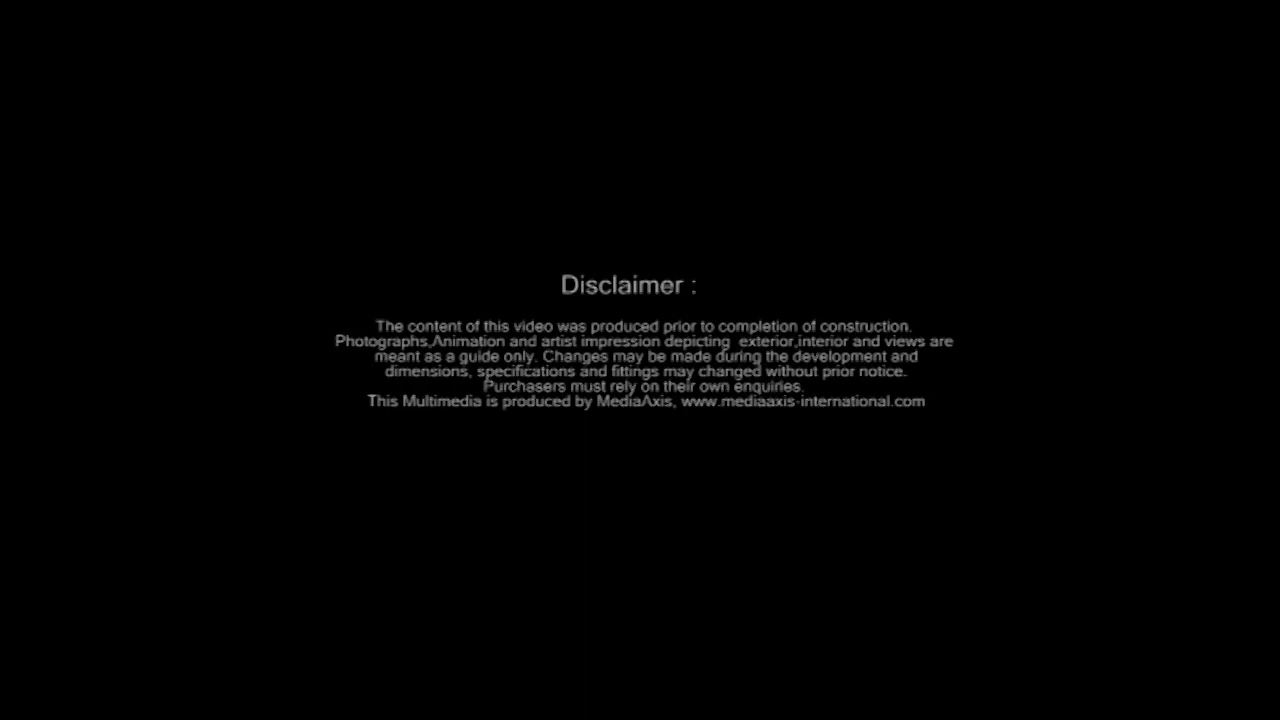 Disclaimer :
The content of this video was produced prior to completion of construction.
Photographs,Animation and artist impression depicting exterior,interior and views are
meant as a guide only. Changes may be made during the development and
dimensions, specifications and fittings may changed without prior notice.
Purchasers must rely on their own enquiries.
This Multimedia is produced by MediaAxis, www.mediaaxis-international.com